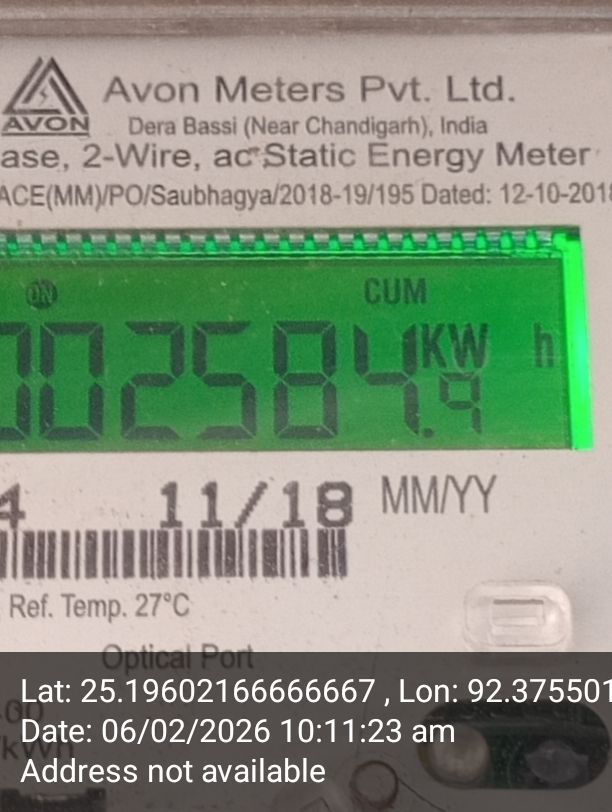 Avon Meters Pvt. Ltd.
AVON
Dera Bassi (Near Chandigarh), India
ase, 2-Wire, ac Static Energy Meter
ACE(MM)/PO/Saubhagya/2018-19/195 Dated: 12-10-2018
ON CUM
002584.9 KW h
4 11/18 MM/YY
Ref. Temp. 27°C
Optical Port
Lat: 25.19602166666667 , Lon: 92.375501
Date: 06/02/2026 10:11:23 am
/kWh
Address not available